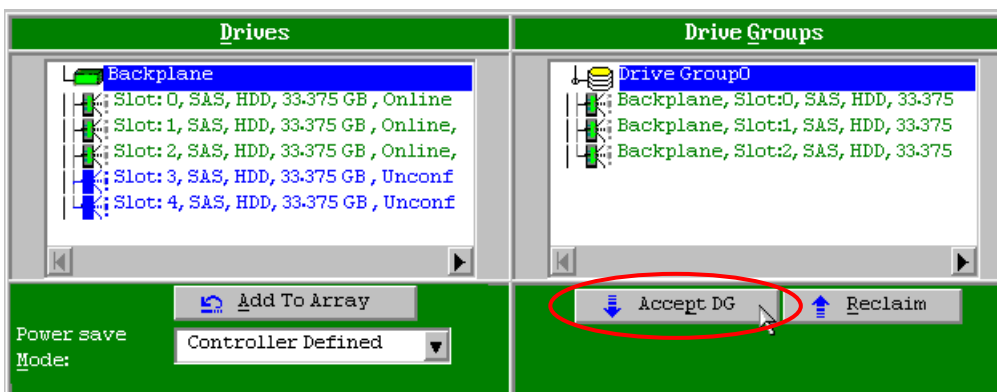 Drives
Backplane
Slot: 0, SAS, HDD, 33.375 GB , Online
Slot: 1, SAS, HDD, 33.375 GB , Online,
Slot: 2, SAS, HDD, 33.375 GB , Online,
Slot: 3, SAS, HDD, 33.375 GB , Unconf
Slot: 4, SAS, HDD, 33.375 GB , Unconf
Add To Array
Power save
Mode:
Controller Defined
Drive Groups
Drive Group0
Backplane, Slot:0, SAS, HDD, 33.375
Backplane, Slot:1, SAS, HDD, 33.375
Backplane, Slot:2, SAS, HDD, 33.375
Accept DG
Reclaim